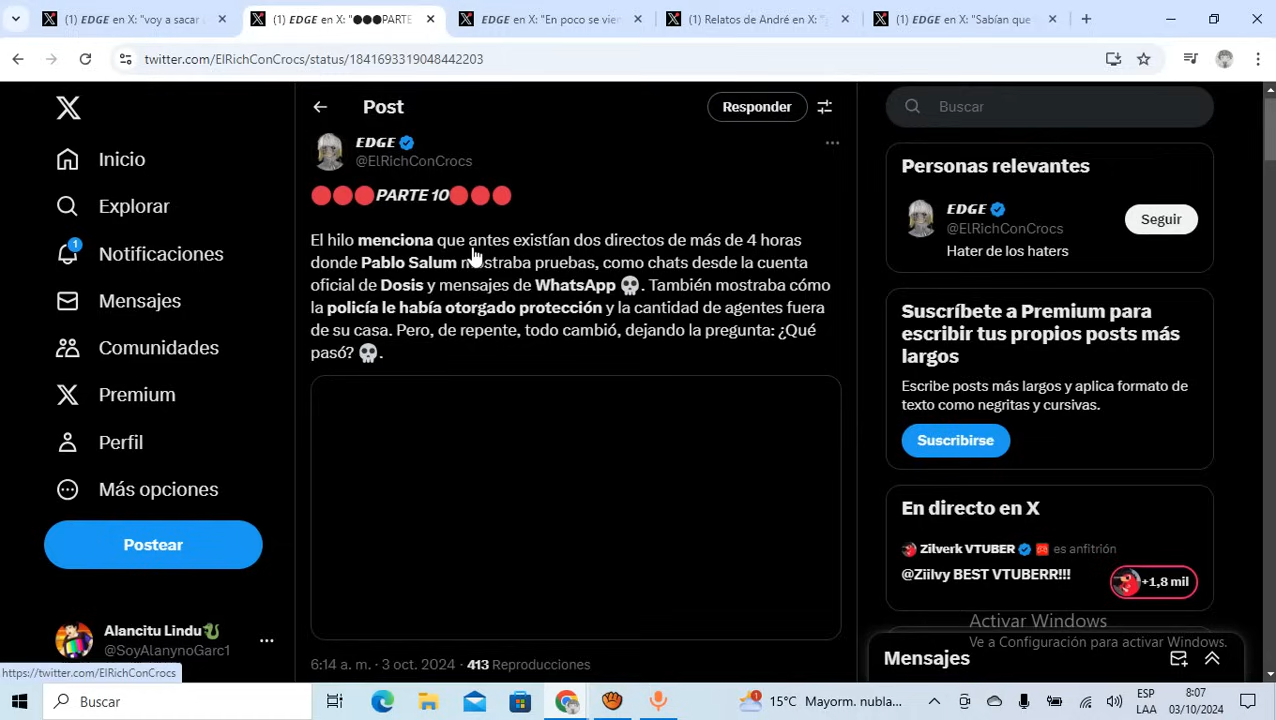 (1) EDGE en X: "voy a sacar
(1) EDGE en X: "🔴🔴🔴PARTE
EDGE en X: "En poco se vien
(1) Relatos de André en X: "¡
(1) EDGE en X: "Sabían que
twitter.com/ElRichConCrocs/status/1841693319048442203
Inicio
Explorar
1
Notificaciones
Mensajes
Comunidades
Premium
Perfil
Más opciones
Postear
Alancitu Lindu🐍
@SoyAlanynoGarc1
https://twitter.com/ElRichConCrocs
Post
Responder
EDGE
@ElRichConCrocs
🔴🔴🔴PARTE 10🔴🔴🔴
El hilo menciona que antes existían dos directos de más de 4 horas
donde Pablo Salum mostraba pruebas, como chats desde la cuenta
oficial de Dosis y mensajes de WhatsApp 💀. También mostraba cómo
la policía le había otorgado protección y la cantidad de agentes fuera
de su casa. Pero, de repente, todo cambió, dejando la pregunta: ¿Qué
pasó? 💀.
6:14 a. m. · 3 oct. 2024 · 413 Reproducciones
Buscar
Personas relevantes
EDGE
@ElRichConCrocs
Seguir
Hater de los haters
Suscríbete a Premium para
escribir tus propios posts más
largos
Escribe posts más largos y aplica formato de
texto como negritas y cursivas.
Suscribirse
En directo en X
Zilverk VTUBER es anfitrión
@Ziilvy BEST VTUBERR!!!
+1,8 mil
Activar Windows
Ve a Configuración para activar Windows.
Mensajes
Buscar
1
15°C Mayorm. nubla...
ESP
LAA
8:07
03/10/2024